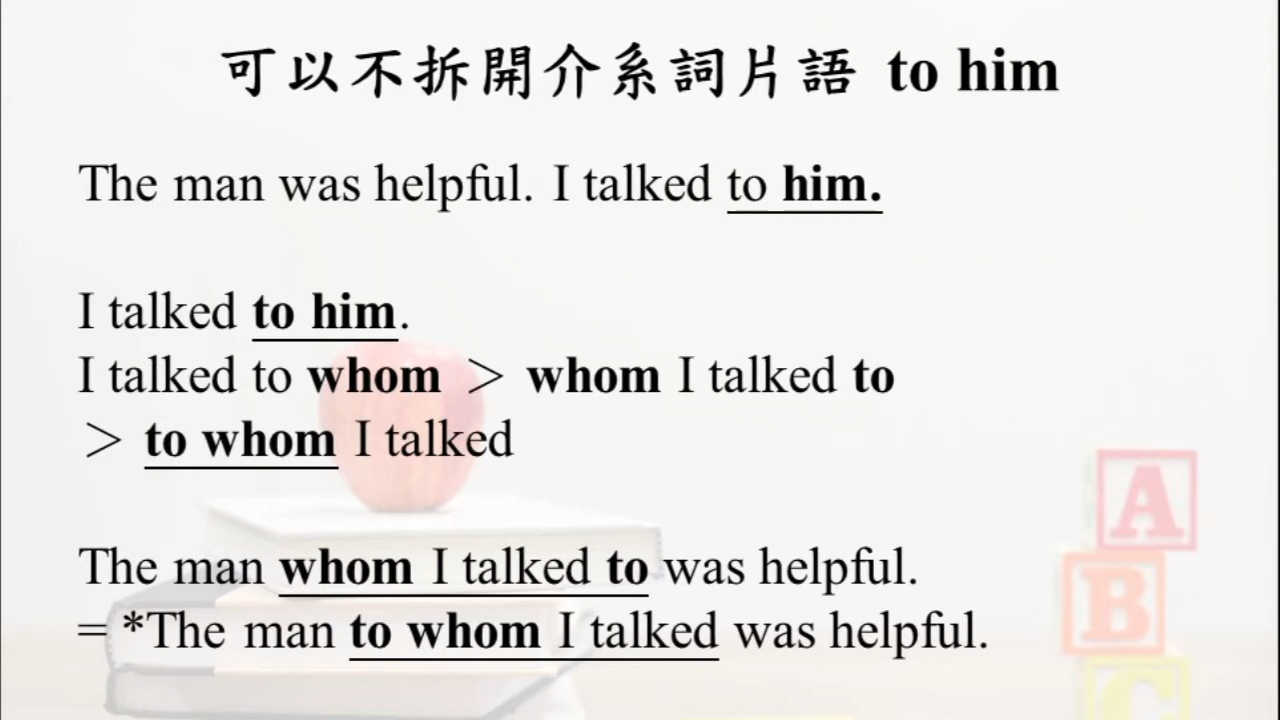 可以不拆開介系詞片語 to him
The man was helpful. I talked to him.
I talked to him.
I talked to whom ＞ whom I talked to
＞ to whom I talked
The man whom I talked to was helpful.
= *The man to whom I talked was helpful.
A
B
C